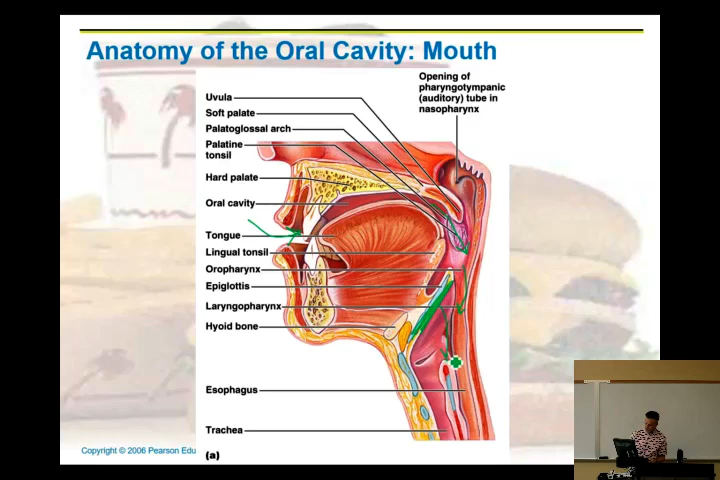 Anatomy of the Oral Cavity: Mouth
Opening of
pharyngotympanic
(auditory) tube in
nasopharynx
Uvula
Soft palate
Palatoglossal arch
Palatine
tonsil
Hard palate
Oral cavity
Tongue
Lingual tonsil
Oropharynx
Epiglottis
Laryngopharynx
Hyoid bone
Esophagus
Trachea
(a)
Copyright © 2006 Pearson Edu